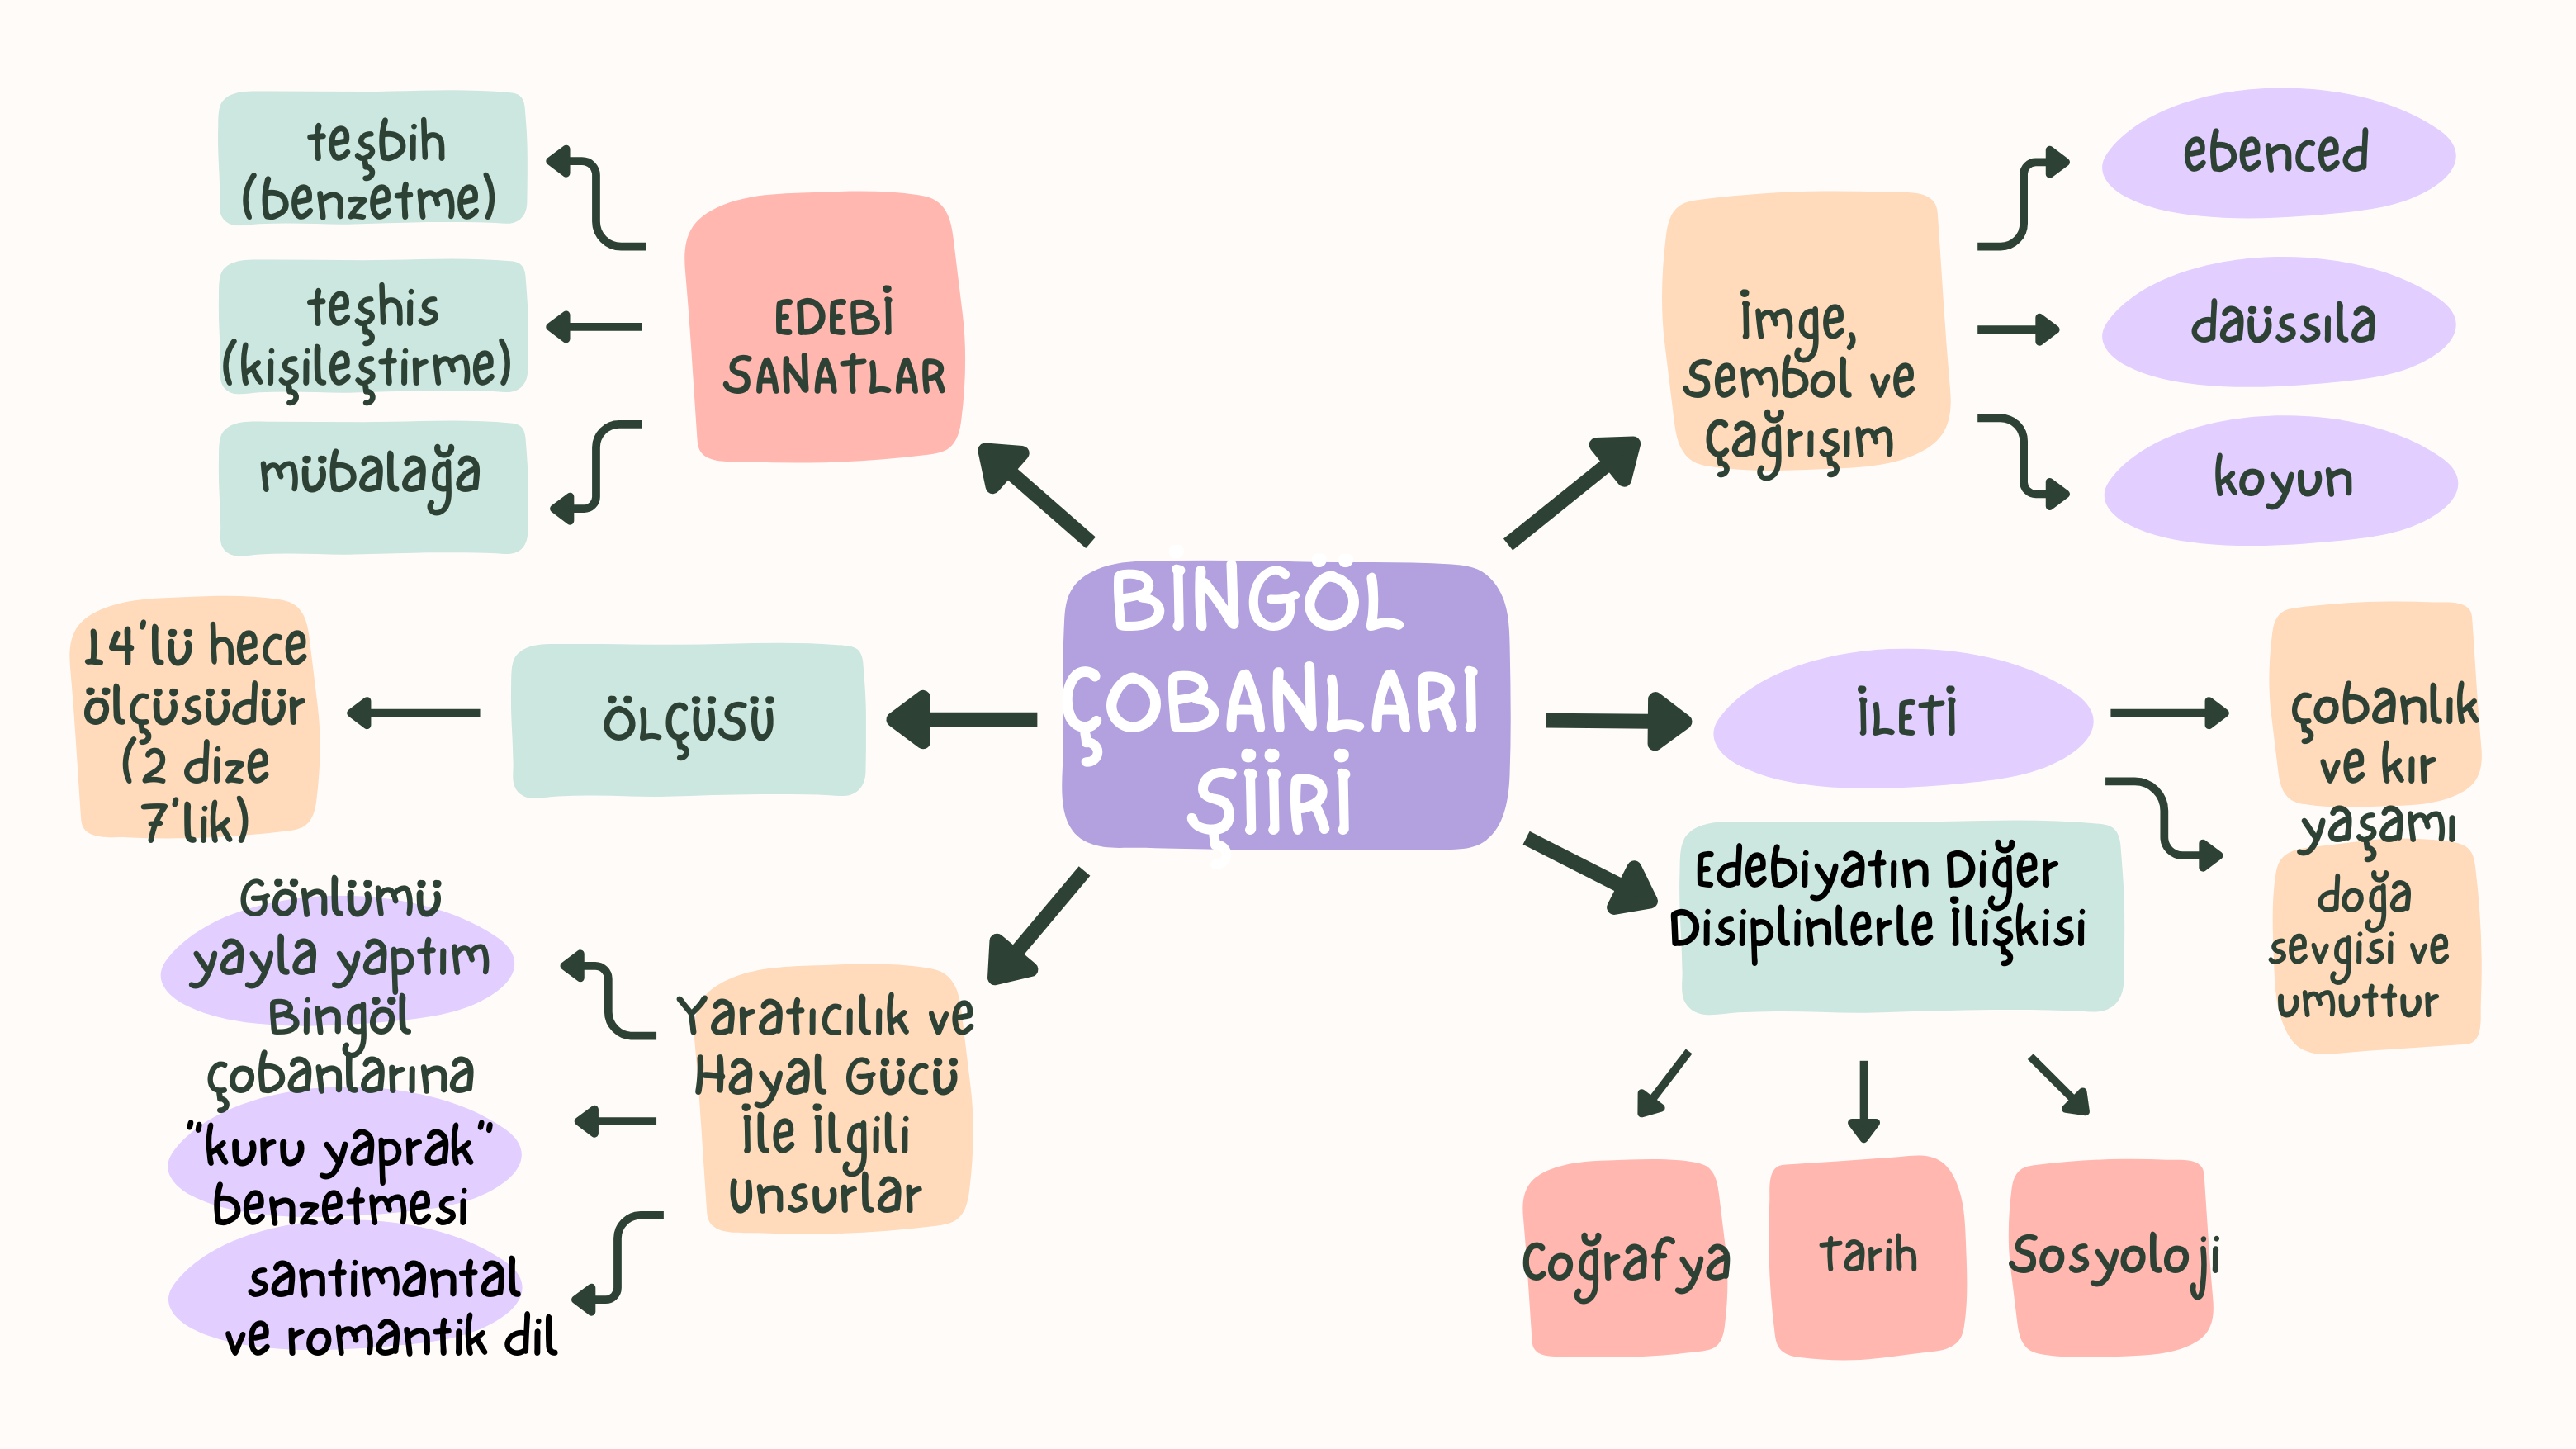 teşbih
(benzetme)
teşhis
(kişileştirme)
mübalağa
EDEBİ
SANATLAR
İmge,
Sembol ve
Çağrışım
ebenced
daüssıla
koyun
BİNGÖL
ÇOBANLARI
ŞİİRİ
14'lü hece
ölçüsüdür
(2 dize
7'lik)
ÖLÇÜSÜ
İLETİ
çobanlık
ve kır
yaşamı
doğa
sevgisi ve
umuttur
Edebiyatın Diğer
Disiplinlerle İlişkisi
Gönlümü
yayla yaptım
Bingöl
çobanlarına
"kuru yaprak"
benzetmesi
santimantal
ve romantik dil
Yaratıcılık ve
Hayal Gücü
İle İlgili
Unsurlar
Coğrafya
Tarih
Sosyoloji